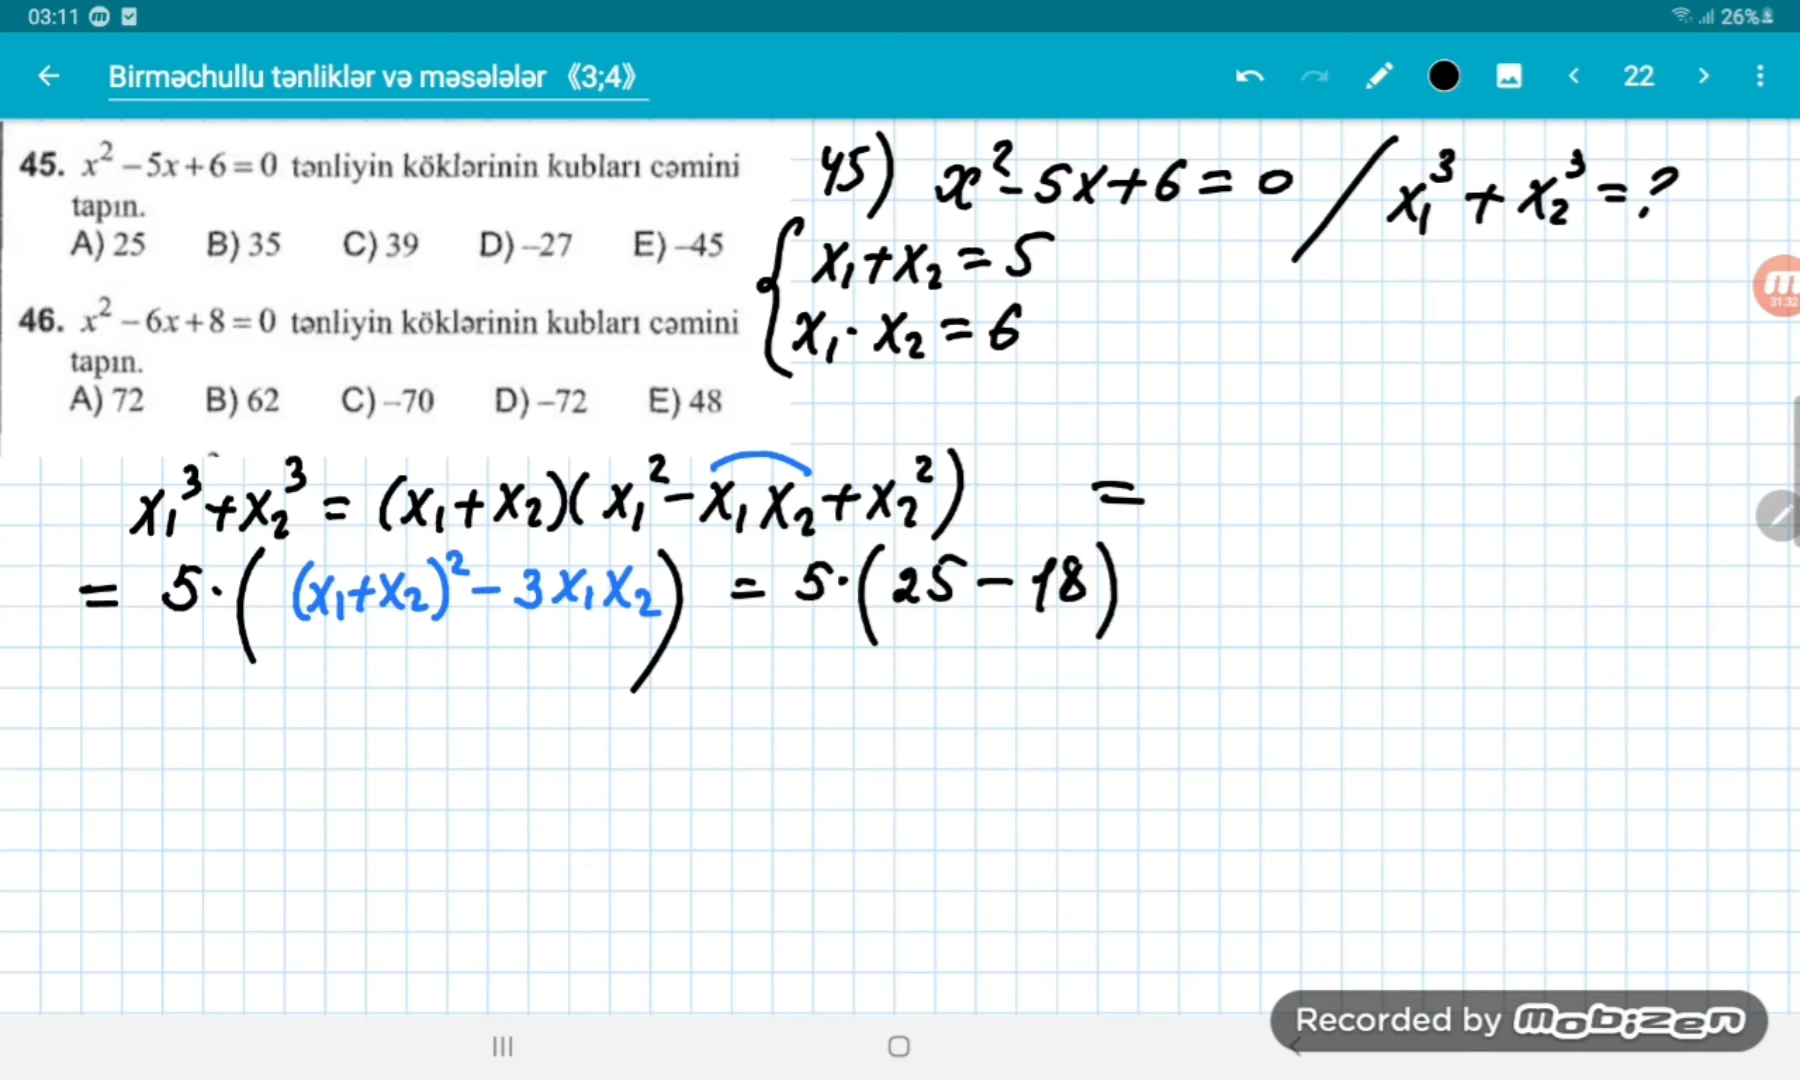 03:11
26%
Birməchullu tənliklər və məsələlər 《3;4》
22
45. x² – 5x + 6 = 0 tənliyin köklərinin kubları cəmini
tapın.
A) 25 B) 35 C) 39 D) –27 E) –45
46. x² – 6x + 8 = 0 tənliyin köklərinin kubları cəmini
tapın.
A) 72 B) 62 C) –70 D) –72 E) 48
45) x² - 5x + 6 = 0 / x₁³ + x₂³ = ?
x₁ + x₂ = 5
x₁ · x₂ = 6
31:32
x₁³ + x₂³ = (x₁ + x₂)(x₁² - x₁x₂ + x₂²) =
= 5 · ((x₁ + x₂)² - 3x₁x₂) = 5 · (25 - 18)
Recorded by mobizen